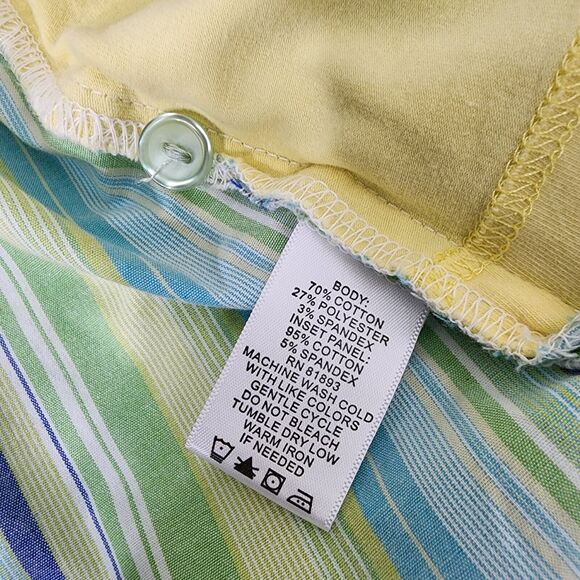 BODY:
70% COTTON
27% POLYESTER
3% SPANDEX
INSET PANEL:
95% COTTON
5% SPANDEX
RN 81893
MACHINE WASH COLD
WITH LIKE COLORS
GENTLE CYCLE
DO NOT BLEACH
TUMBLE DRY LOW
WARM IRON
IF NEEDED